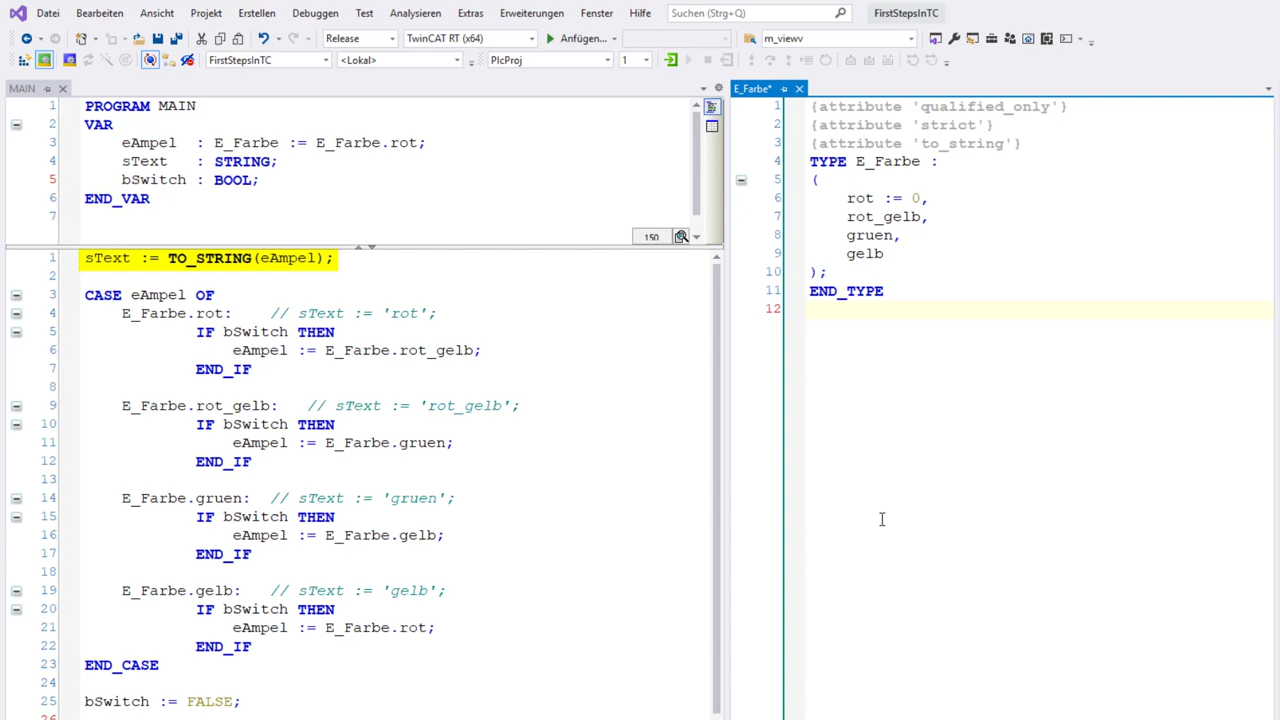 Datei Bearbeiten Ansicht Projekt Erstellen Debuggen Test Analysieren Extras Erweiterungen Fenster Hilfe Suchen (Strg+Q) FirstStepsInTC
Release TwinCAT RT (x64) Anfügen... m_viewv
FirstStepsInTC <Lokal> PlcProj 1
MAIN
1 PROGRAM MAIN
2 VAR
3 eAmpel : E_Farbe := E_Farbe.rot;
4 sText : STRING;
5 bSwitch : BOOL;
6 END_VAR
7
150
1 sText := TO_STRING(eAmpel);
2
3 CASE eAmpel OF
4 E_Farbe.rot: // sText := 'rot';
5 IF bSwitch THEN
6 eAmpel := E_Farbe.rot_gelb;
7 END_IF
8
9 E_Farbe.rot_gelb: // sText := 'rot_gelb';
10 IF bSwitch THEN
11 eAmpel := E_Farbe.gruen;
12 END_IF
13
14 E_Farbe.gruen: // sText := 'gruen';
15 IF bSwitch THEN
16 eAmpel := E_Farbe.gelb;
17 END_IF
18
19 E_Farbe.gelb: // sText := 'gelb';
20 IF bSwitch THEN
21 eAmpel := E_Farbe.rot;
22 END_IF
23 END_CASE
24
25 bSwitch := FALSE;
26
E_Farbe*
1 {attribute 'qualified_only'}
2 {attribute 'strict'}
3 {attribute 'to_string'}
4 TYPE E_Farbe :
5 (
6 rot := 0,
7 rot_gelb,
8 gruen,
9 gelb
10 );
11 END_TYPE
12